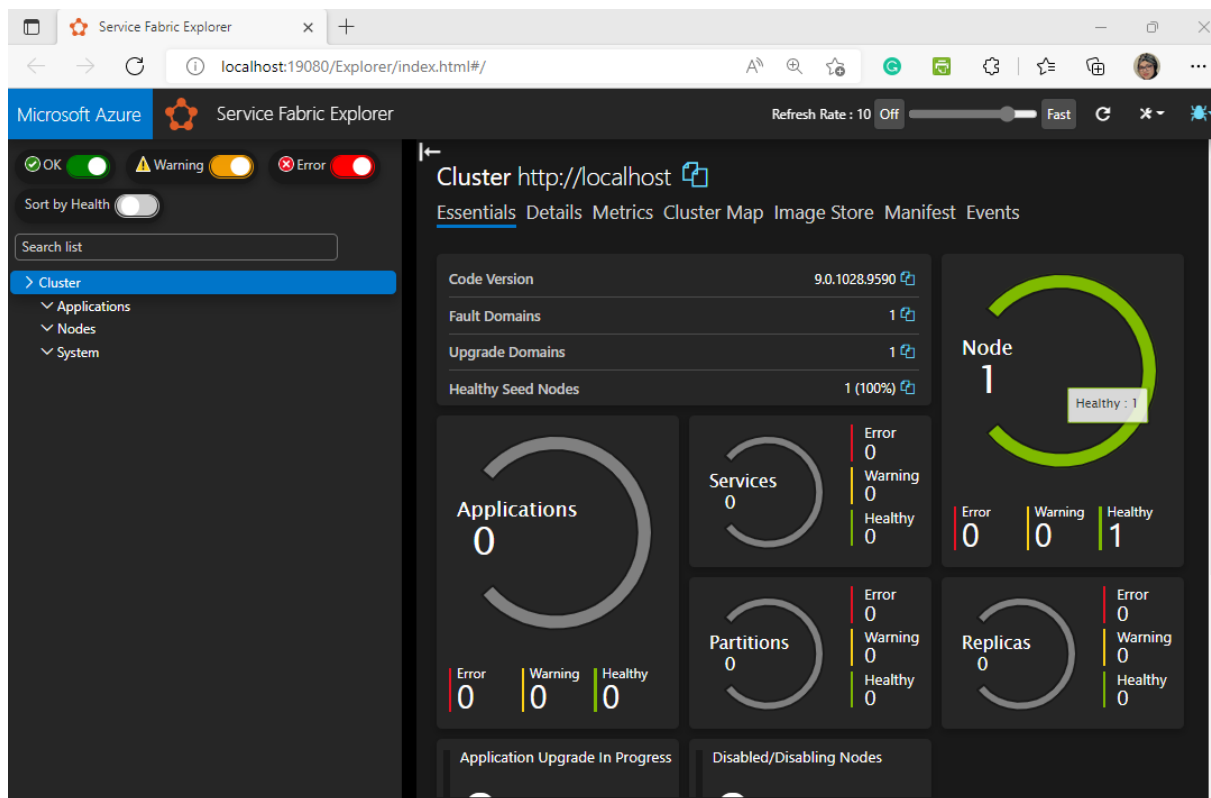 Service Fabric Explorer
localhost:19080/Explorer/index.html#/
Microsoft Azure Service Fabric Explorer
Refresh Rate : 10 Off Fast
OK Warning Error
Sort by Health
Search list
Cluster
Applications
Nodes
System
Cluster http://localhost
Essentials Details Metrics Cluster Map Image Store Manifest Events
Code Version 9.0.1028.9590
Fault Domains 1
Upgrade Domains 1
Healthy Seed Nodes 1 (100%)
Node
1
Healthy : 1
Error Warning Healthy
0 0 1
Applications
0
Error Warning Healthy
0 0 0
Services
0
Error
0
Warning
0
Healthy
0
Partitions
0
Error
0
Warning
0
Healthy
0
Replicas
0
Error
0
Warning
0
Healthy
0
Application Upgrade In Progress
Disabled/Disabling Nodes